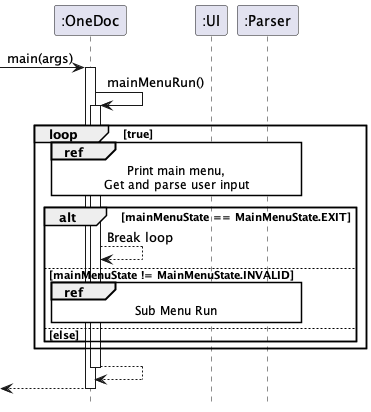 :OneDoc :UI :Parser
main(args)
mainMenuRun()
loop [true]
ref
Print main menu,
Get and parse user input
alt [mainMenuState == MainMenuState.EXIT]
Break loop
[mainMenuState != MainMenuState.INVALID]
ref
Sub Menu Run
[else]